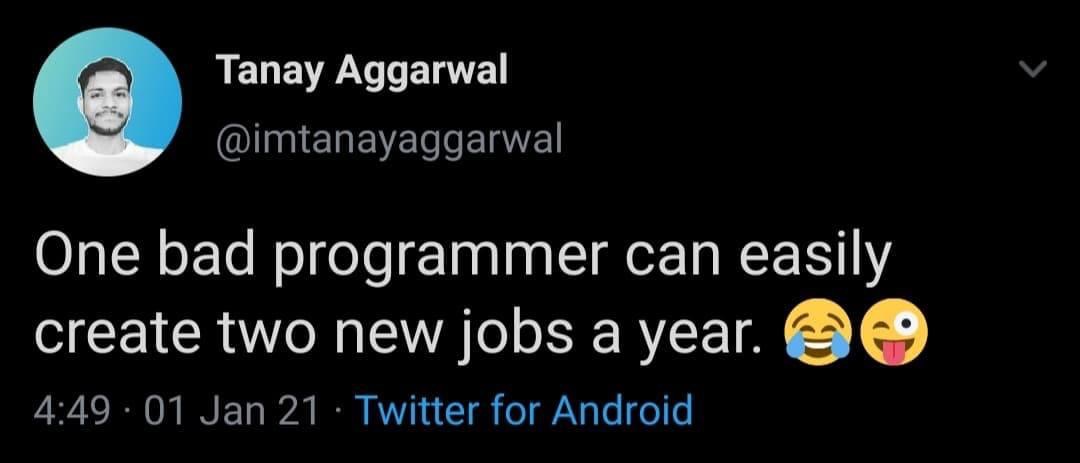 Tanay Aggarwal
@imtanayaggarwal
One bad programmer can easily
create two new jobs a year. 😂😜
4:49 · 01 Jan 21 · Twitter for Android